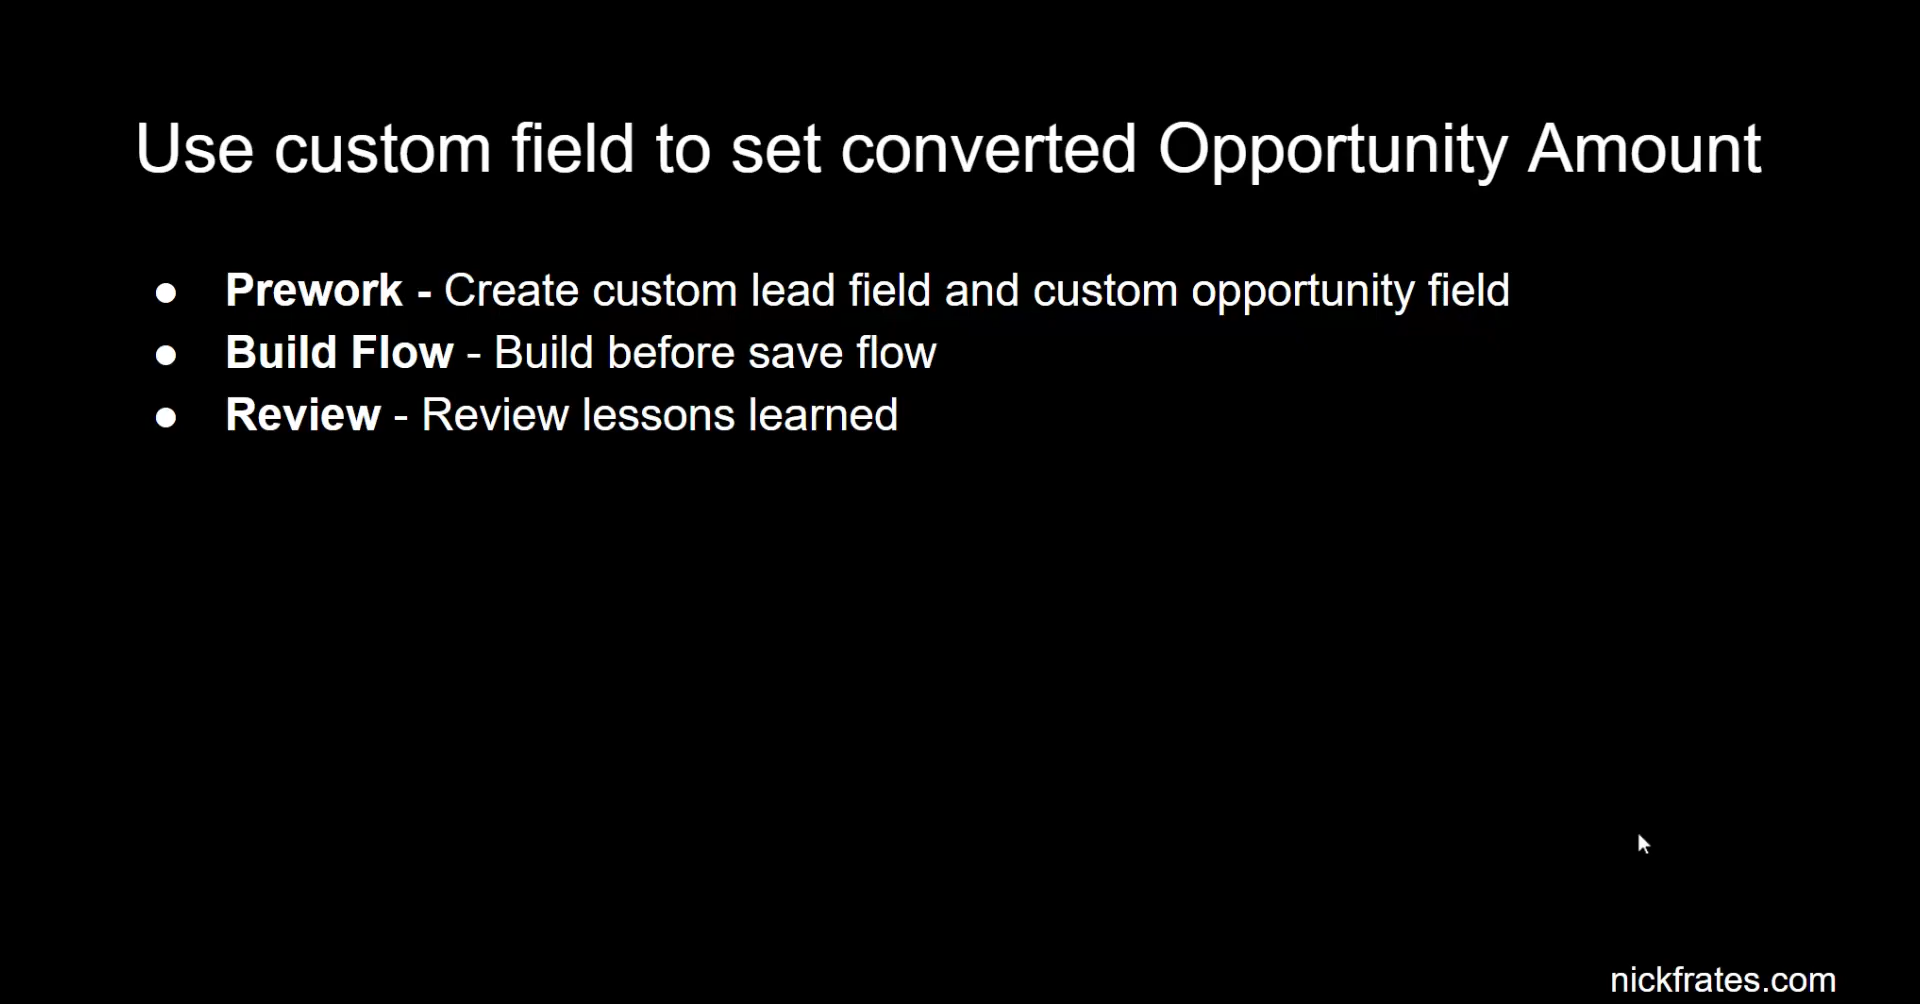 Use custom field to set converted Opportunity Amount
● Prework - Create custom lead field and custom opportunity field
● Build Flow - Build before save flow
● Review - Review lessons learned
nickfrates.com